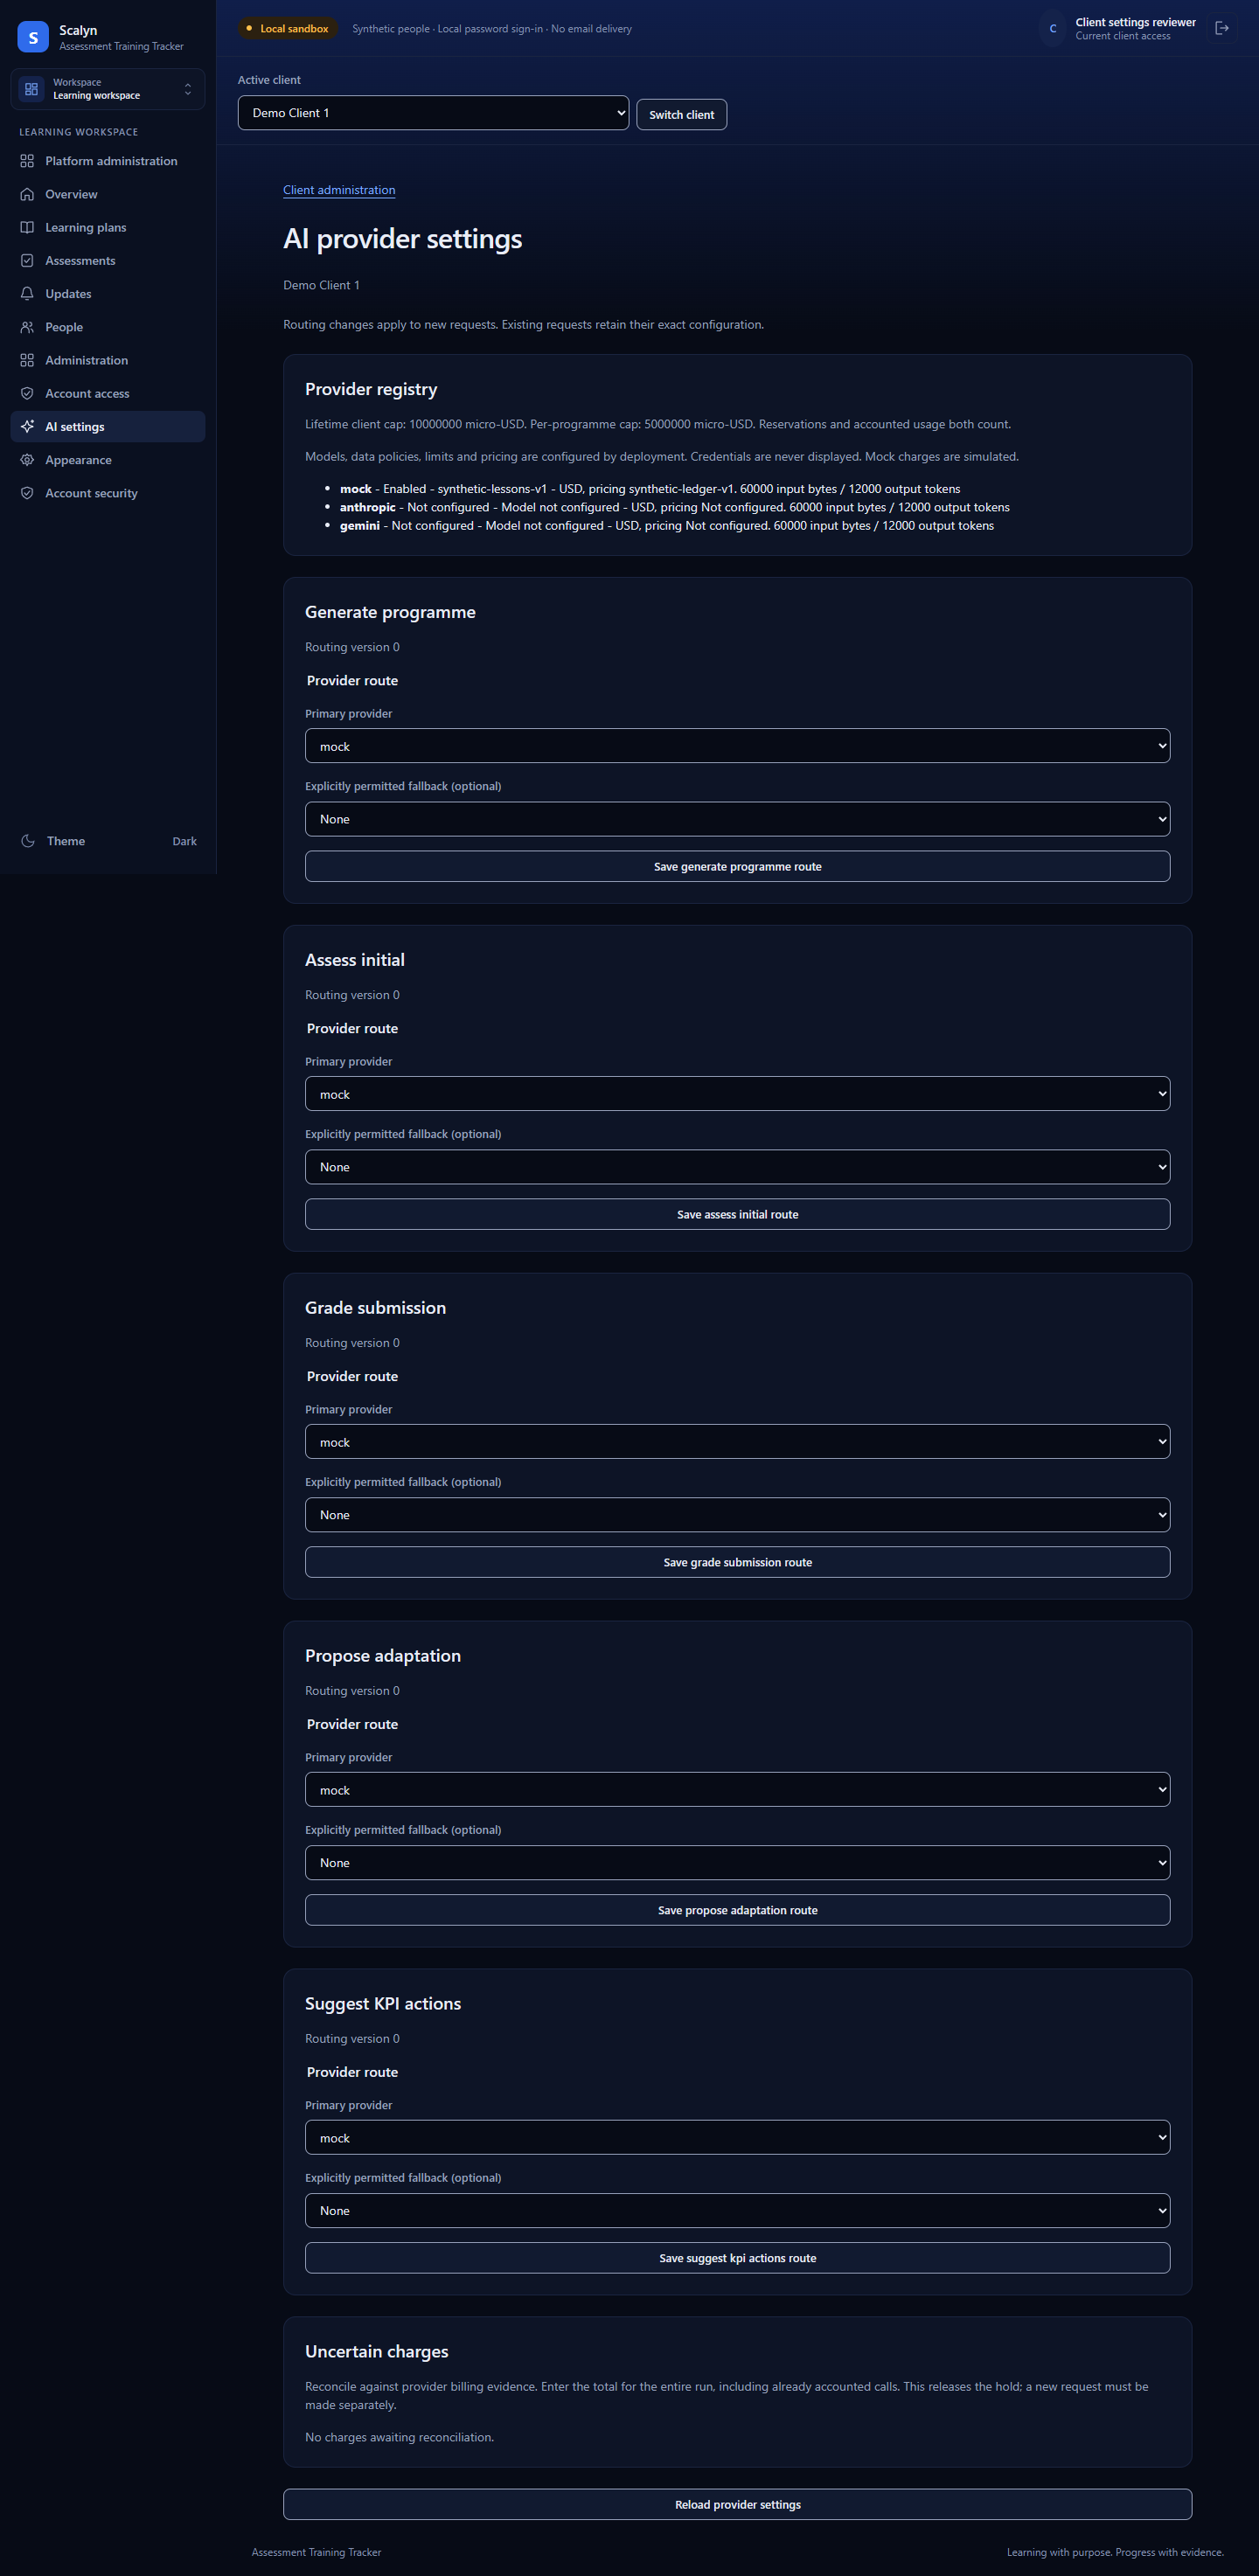 S
Scalyn
Assessment Training Tracker
Workspace
Learning workspace
LEARNING WORKSPACE
Platform administration
Overview
Learning plans
Assessments
Updates
People
Administration
Account access
AI settings
Appearance
Account security
Theme
Dark
Local sandbox
Synthetic people · Local password sign-in · No email delivery
C
Client settings reviewer
Current client access
Active client
Demo Client 1
Switch client
Client administration
AI provider settings
Demo Client 1
Routing changes apply to new requests. Existing requests retain their exact configuration.
Provider registry
Lifetime client cap: 10000000 micro-USD. Per-programme cap: 5000000 micro-USD. Reservations and accounted usage both count.
Models, data policies, limits and pricing are configured by deployment. Credentials are never displayed. Mock charges are simulated.
• mock - Enabled - synthetic-lessons-v1 - USD, pricing synthetic-ledger-v1. 60000 input bytes / 12000 output tokens
• anthropic - Not configured - Model not configured - USD, pricing Not configured. 60000 input bytes / 12000 output tokens
• gemini - Not configured - Model not configured - USD, pricing Not configured. 60000 input bytes / 12000 output tokens
Generate programme
Routing version 0
Provider route
Primary provider
mock
Explicitly permitted fallback (optional)
None
Save generate programme route
Assess initial
Routing version 0
Provider route
Primary provider
mock
Explicitly permitted fallback (optional)
None
Save assess initial route
Grade submission
Routing version 0
Provider route
Primary provider
mock
Explicitly permitted fallback (optional)
None
Save grade submission route
Propose adaptation
Routing version 0
Provider route
Primary provider
mock
Explicitly permitted fallback (optional)
None
Save propose adaptation route
Suggest KPI actions
Routing version 0
Provider route
Primary provider
mock
Explicitly permitted fallback (optional)
None
Save suggest kpi actions route
Uncertain charges
Reconcile against provider billing evidence. Enter the total for the entire run, including already accounted calls. This releases the hold; a new request must be
made separately.
No charges awaiting reconciliation.
Reload provider settings
Assessment Training Tracker
Learning with purpose. Progress with evidence.